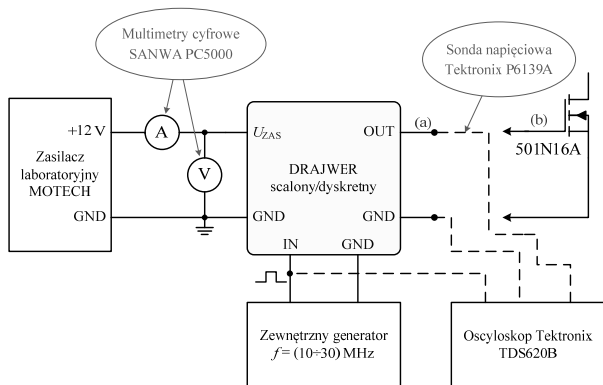 Multimetry cyfrowe
SANWA PC5000
Sonda napięciowa
Tektronix P6139A
+12 V
A
Zasilacz
laboratoryjny
MOTECH
GND
V
UZAS
OUT
DRAJWER
scalony/dyskretny
GND
GND
IN
GND
(a)
(b)
501N16A
Zewnętrzny generator
f = (10÷30) MHz
Oscyloskop Tektronix
TDS620B